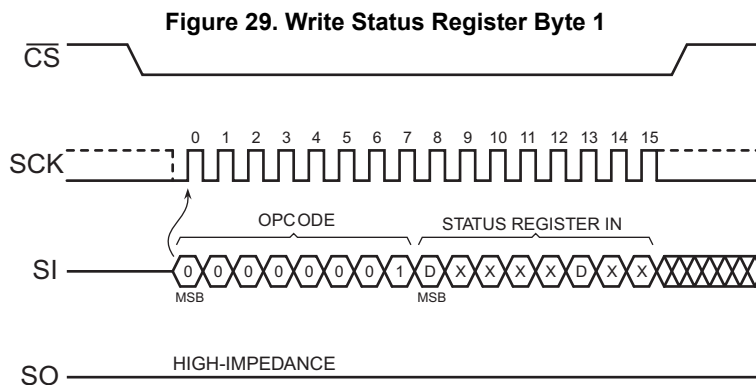 Figure 29. Write Status Register Byte 1
CS
0 1 2 3 4 5 6 7 8 9 10 11 12 13 14 15
SCK
OPCODE STATUS REGISTER IN
SI 0 0 0 0 0 0 0 1 D X X X X D X X
MSB MSB
HIGH-IMPEDANCE
SO